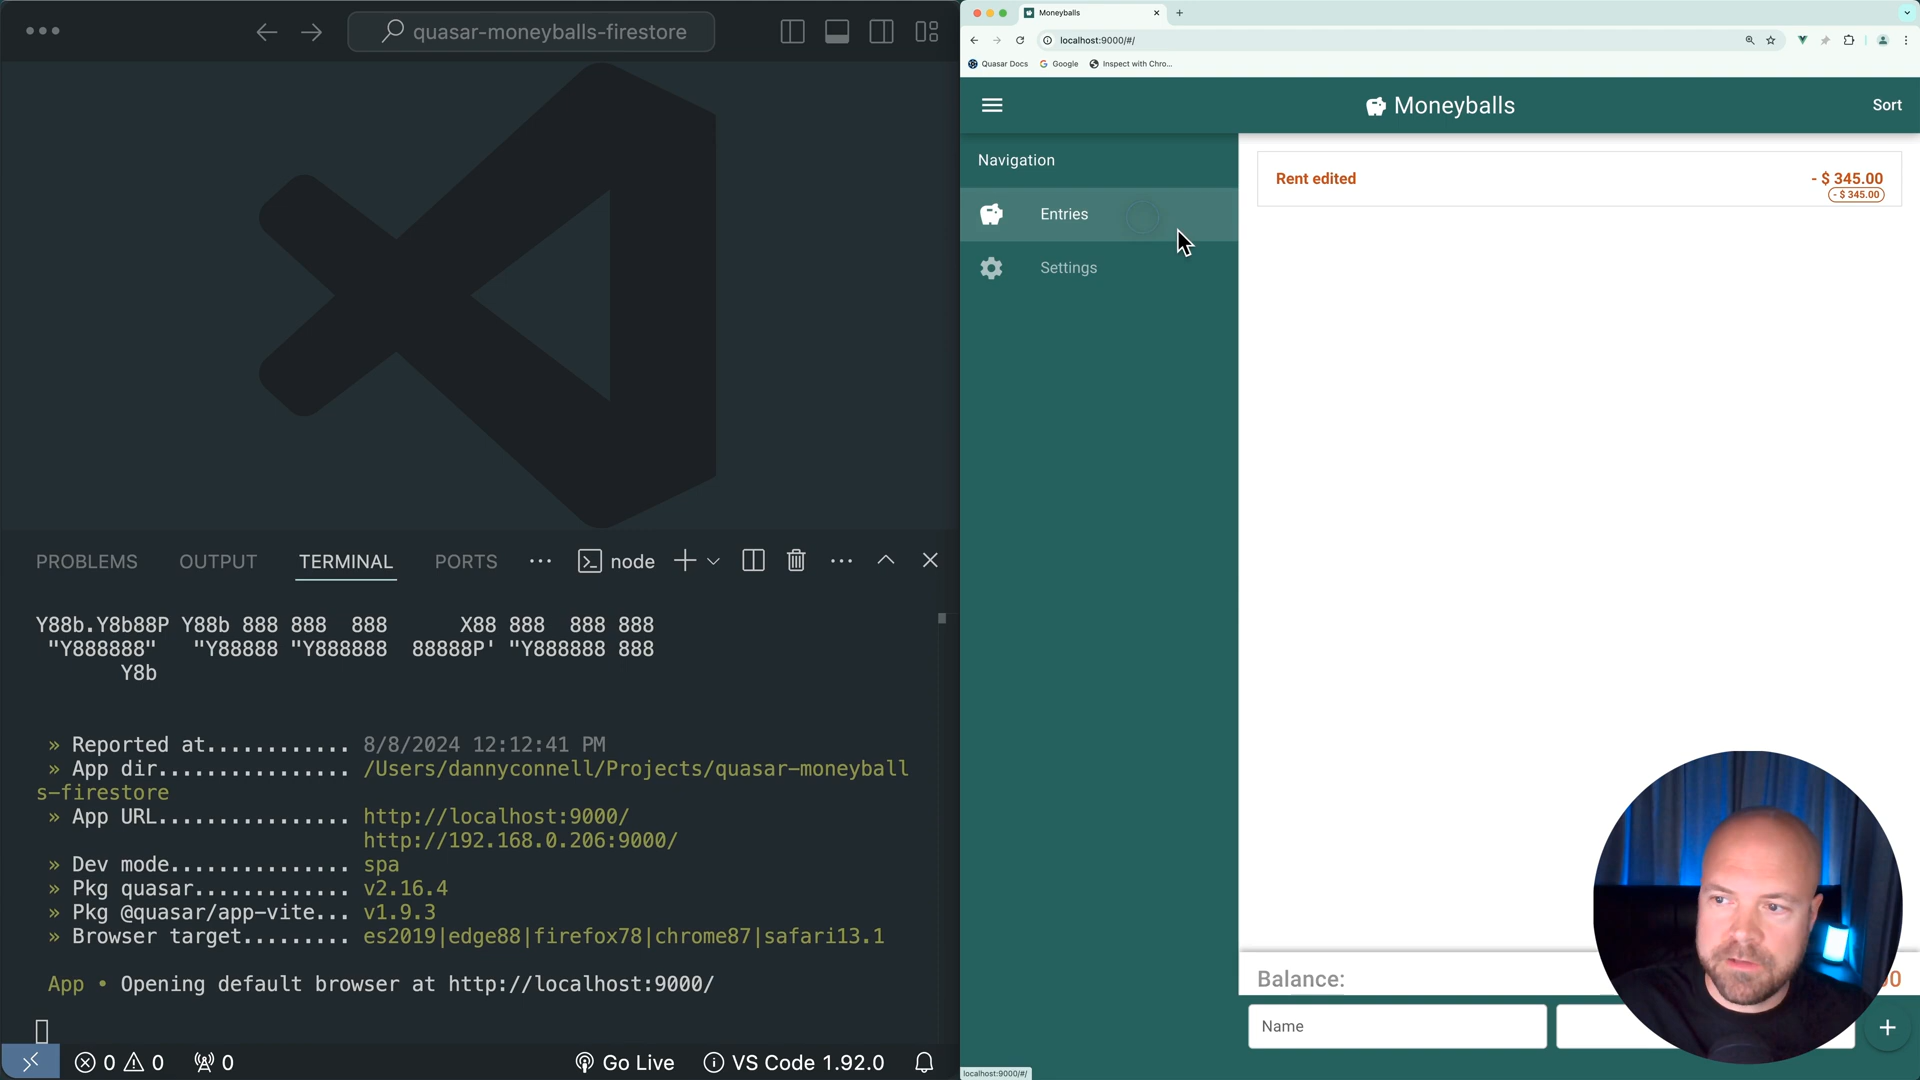 quasar-moneyballs-firestore
PROBLEMS
OUTPUT
TERMINAL
PORTS
node
Y88b.Y8b88P Y88b 888 888  888      X88 888  888 888
"Y888888"   "Y88888 "Y888888  88888P' "Y888888 888
Y8b
» Reported at............ 8/8/2024 12:12:41 PM
» App dir................ /Users/dannyconnell/Projects/quasar-moneyball
s-firestore
» App URL................ http://localhost:9000/
http://192.168.0.206:9000/
» Dev mode............... spa
» Pkg quasar............. v2.16.4
» Pkg @quasar/app-vite... v1.9.3
» Browser target......... es2019|edge88|firefox78|chrome87|safari13.1
App • Opening default browser at http://localhost:9000/
0
0
0
Go Live
VS Code 1.92.0
Moneyballs
localhost:9000/#/
Quasar Docs
Google
Inspect with Chro...
Moneyballs
Sort
Navigation
Entries
Settings
Rent edited
- $ 345.00
- $ 345.00
Balance:
Name
localhost:9000/#/